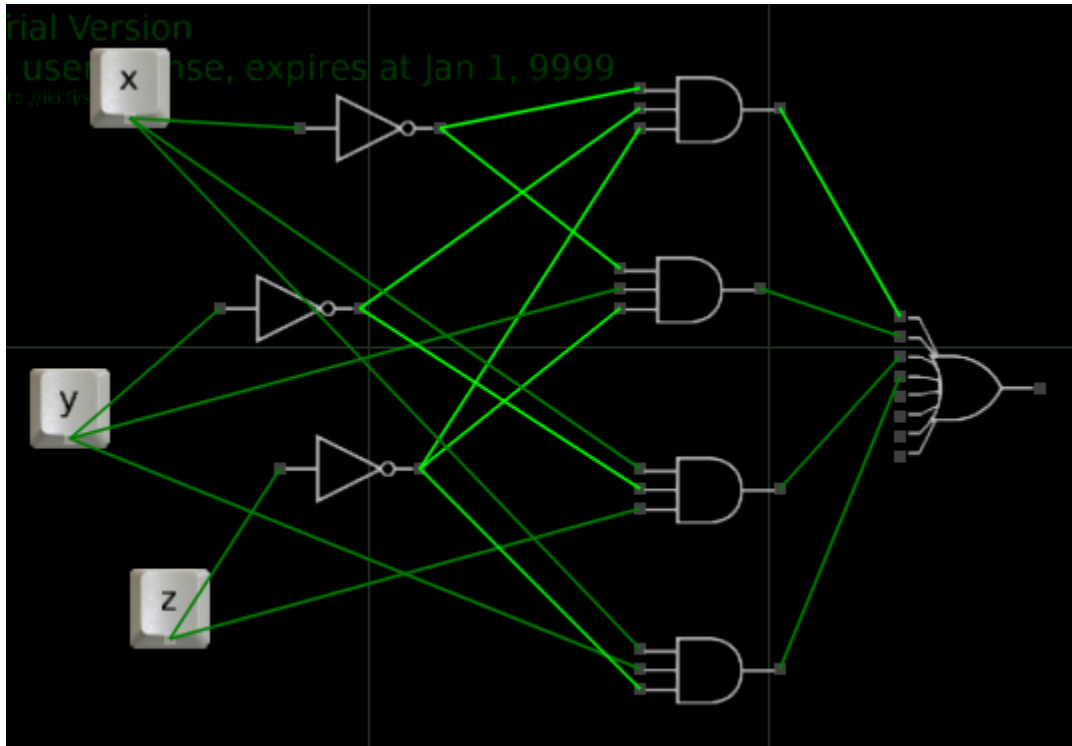 rial Version
user nse, expires at Jan 1, 9999
x
y
z